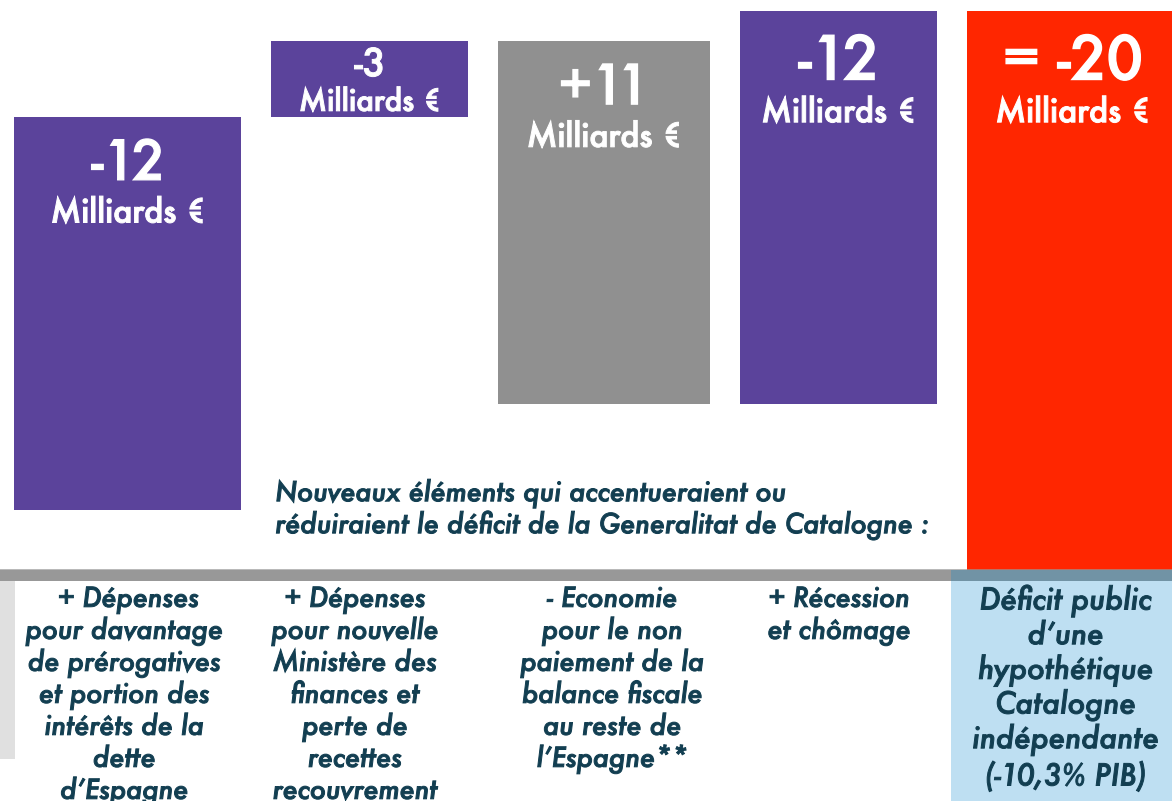 -12
Milliards €
-3
Milliards €
+11
Milliards €
-12
Milliards €
= -20
Milliards €
Nouveaux éléments qui accentueraient ou
réduiraient le déficit de la Generalitat de Catalogne :
+ Dépenses
pour davantage
de prérogatives
et portion des
intérêts de la
dette
d'Espagne
+ Dépenses
pour nouvelle
Ministère des
finances et
perte de
recettes
recouvrement
- Economie
pour le non
paiement de la
balance fiscale
au reste de
l'Espagne**
+ Récession
et chômage
Déficit public
d'une
hypothétique
Catalogne
indépendante
(-10,3% PIB)